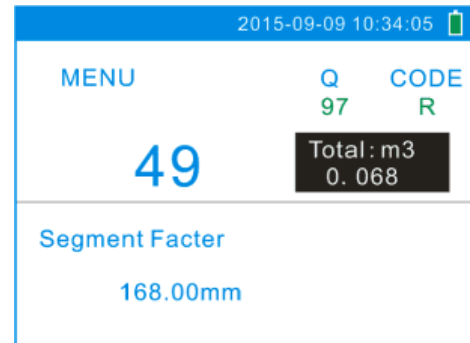 2015-09-09 10:34:05
MENU Q CODE
97 R
49 Total:m3
0.068
Segment Facter
168.00mm